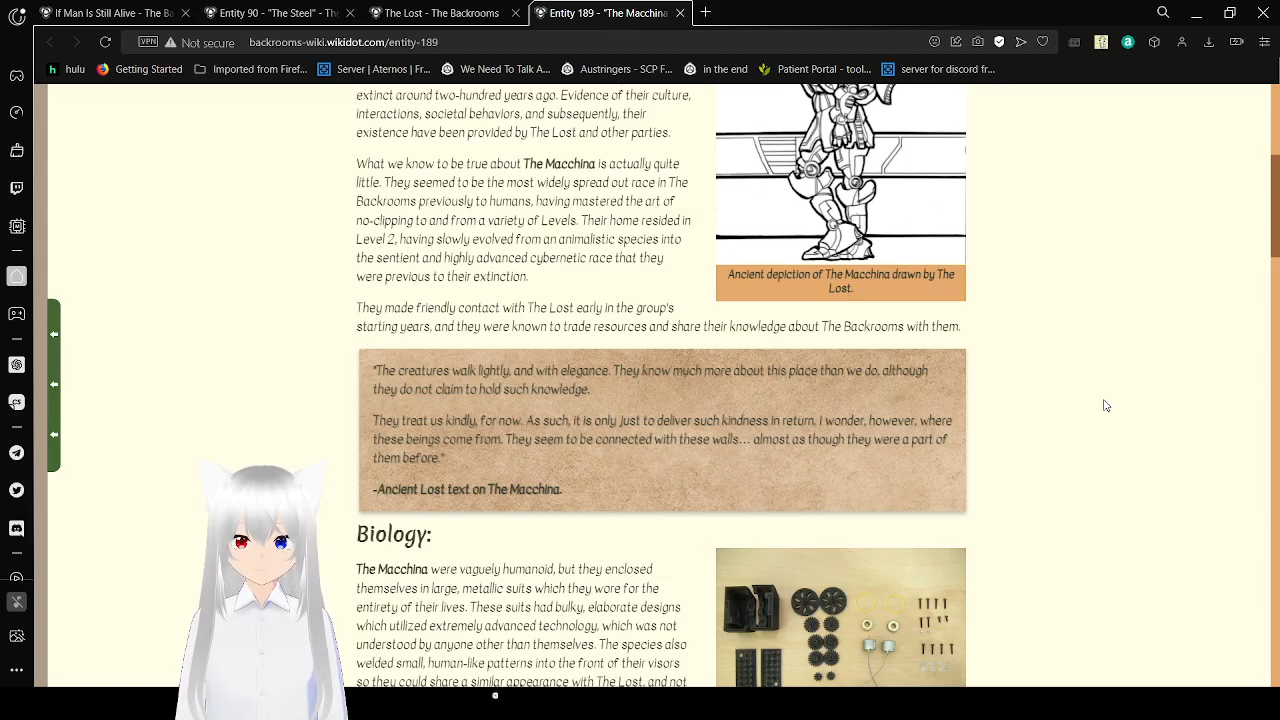 If Man Is Still Alive - The Ba
Entity 90 - "The Steel" - The
The Lost - The Backrooms
Entity 189 - "The Macchina
VPN
Not secure
backrooms-wiki.wikidot.com/entity-189
hulu
Getting Started
Imported from Firef...
Server | Aternos | Fr...
We Need To Talk A...
Austringers - SCP F...
in the end
Patient Portal - tool...
server for discord fr...
extinct around two-hundred years ago. Evidence of their culture,
interactions, societal behaviors, and subsequently, their
existence have been provided by The Lost and other parties.
What we know to be true about The Macchina is actually quite
little. They seemed to be the most widely spread out race in The
Backrooms previously to humans, having mastered the art of
no-clipping to and from a variety of Levels. Their home resided in
Level 2, having slowly evolved from an animalistic species into
the sentient and highly advanced cybernetic race that they
were previous to their extinction.
Ancient depiction of The Macchina drawn by The
Lost.
They made friendly contact with The Lost early in the group's
starting years, and they were known to trade resources and share their knowledge about The Backrooms with them.
"The creatures walk lightly, and with elegance. They know much more about this place than we do, although
they do not claim to hold such knowledge.
They treat us kindly, for now. As such, it is only just to deliver such kindness in return. I wonder, however, where
these beings come from. They seem to be connected with these walls... almost as though they were a part of
them before."
-Ancient Lost text on The Macchina.
Biology:
The Macchina were vaguely humanoid, but they enclosed
themselves in large, metallic suits which they wore for the
entirety of their lives. These suits had bulky, elaborate designs
which utilized extremely advanced technology, which was not
understood by anyone other than themselves. The species also
welded small, human-like patterns into the front of their visors
so they could share a similar appearance with The Lost, and not